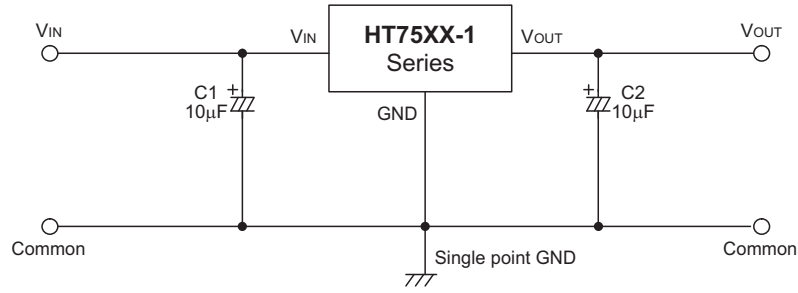 VIN
VIN
HT75XX-1
Series
VOUT
VOUT
C1
10μF
+
GND
+
C2
10μF
Common
Single point GND
Common